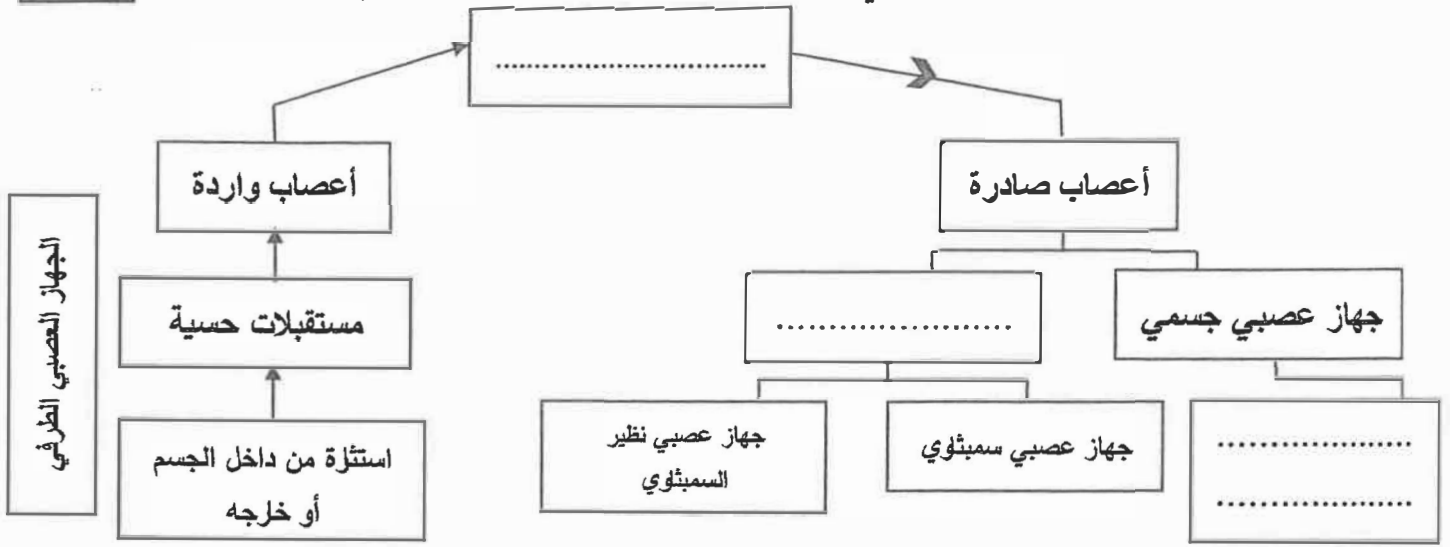 ............................
أعصاب صادرة
أعصاب واردة
جهاز عصبي جسمي
........................
مستقبلات حسية
الجهاز العصبي الطرفي
....................
....................
جهاز عصبي سمبثاوي
جهاز عصبي نظير
السمبثاوي
استثارة من داخل الجسم
أو خارجه